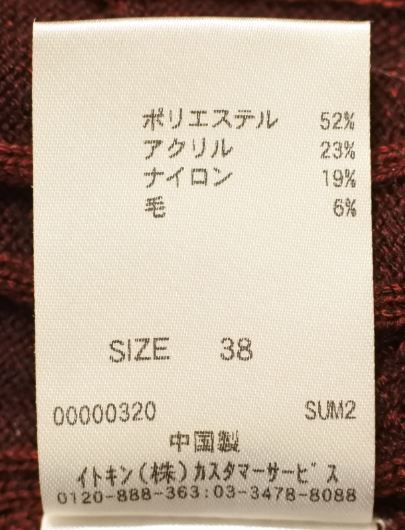 ポリエステル 52%
アクリル 23%
ナイロン 19%
毛 6%
SIZE 38
00000320 SUM2
中国製
イトキン(株)カスタマーサービス
0120-888-363:03-3478-8088